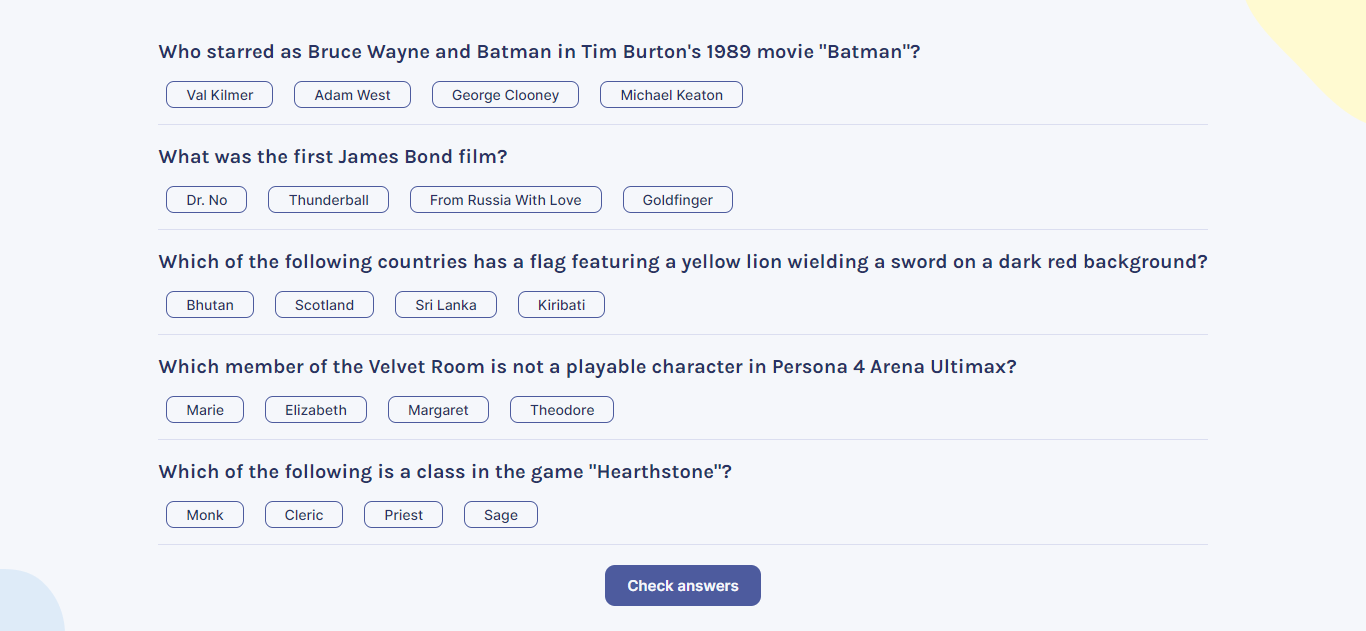 Who starred as Bruce Wayne and Batman in Tim Burton's 1989 movie "Batman"?
Val Kilmer Adam West George Clooney Michael Keaton
What was the first James Bond film?
Dr. No Thunderball From Russia With Love Goldfinger
Which of the following countries has a flag featuring a yellow lion wielding a sword on a dark red background?
Bhutan Scotland Sri Lanka Kiribati
Which member of the Velvet Room is not a playable character in Persona 4 Arena Ultimax?
Marie Elizabeth Margaret Theodore
Which of the following is a class in the game "Hearthstone"?
Monk Cleric Priest Sage
Check answers